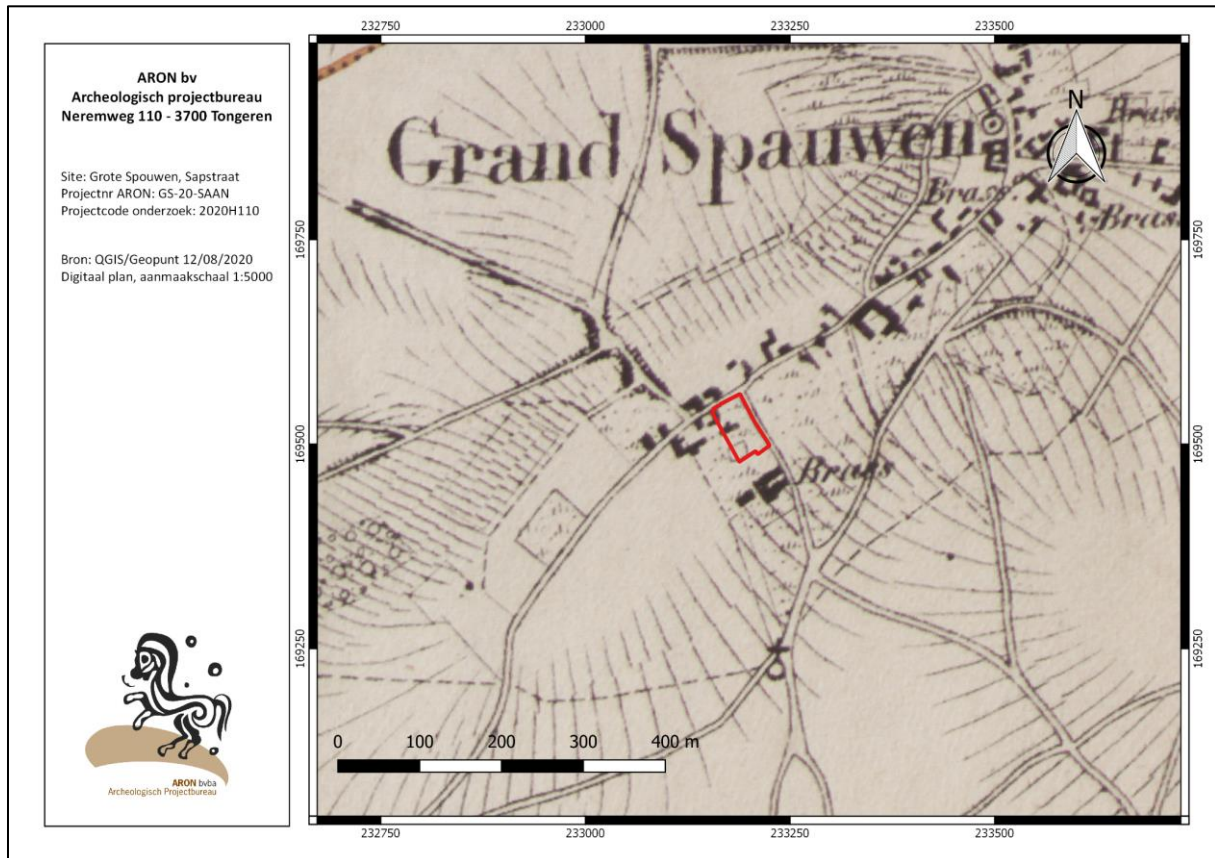 ARON bv
Archeologisch projectbureau
Neremweg 110 - 3700 Tongeren
Site: Grote Spouwen, Sapstraat
Projectnr ARON: GS-20-SAAN
Projectcode onderzoek: 2020H110
Bron: QGIS/Geopunt 12/08/2020
Digitaal plan, aanmaakschaal 1:5000
ARON bvba
Archeologisch Projectbureau
232750 233000 233250 233500
N
Grand Spauwen
Brass
Brass
Brass
Brass
169750 169750
169500 169500
169250 169250
0 100 200 300 400 m
232750 233000 233250 233500